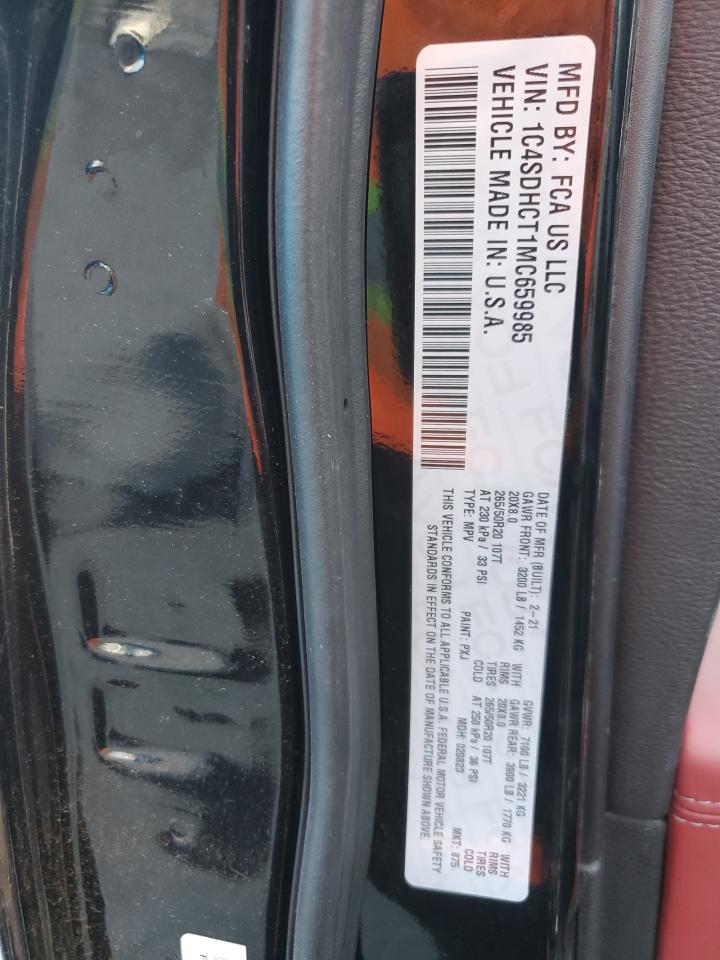 MFD BY: FCA US LLC
VIN: 1C4SDHCT1MC659985
VEHICLE MADE IN: U.S.A.
DATE OF MFR (BUILT): 2-21 GVWR: 7100 LB / 3221 KG
GAWR FRONT: 3200 LB / 1452 KG WITH GAWR REAR: 3900 LB / 1770 KG WITH
20X8.0 RIMS 20X8.0 RIMS
265/50R20 107T TIRES 265/50R20 107T TIRES
AT 230 kPa / 33 PSI COLD AT 250 kPa / 36 PSI COLD
TYPE: MPV PAINT: PXJ MDH: 020823 MKT: 875
THIS VEHICLE CONFORMS TO ALL APPLICABLE U.S.A. FEDERAL MOTOR VEHICLE SAFETY
STANDARDS IN EFFECT ON THE DATE OF MANUFACTURE SHOWN ABOVE.